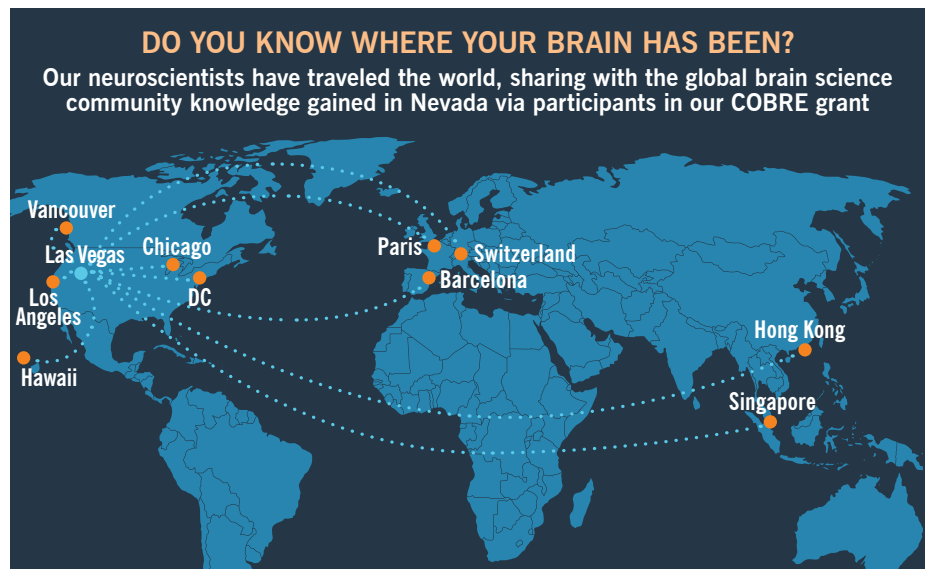 DO YOU KNOW WHERE YOUR BRAIN HAS BEEN?
Our neuroscientists have traveled the world, sharing with the global brain science
community knowledge gained in Nevada via participants in our COBRE grant
Vancouver
Las Vegas
Chicago
Los
Angeles
DC
Hawaii
Paris
Switzerland
Barcelona
Hong Kong
Singapore